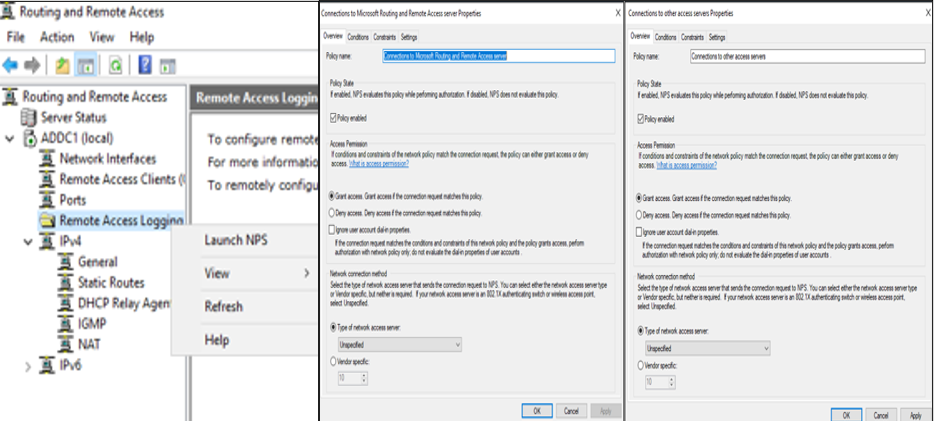 Routing and Remote Access
File Action View Help
Routing and Remote Access
Server Status
ADDC1 (local)
Network Interfaces
Remote Access Clients (
Ports
Remote Access Logging
IPv4
General
Static Routes
DHCP Relay Agen
IGMP
NAT
IPv6
Remote Access Loggin
To configure remote
For more informatio
To remotely configu
Launch NPS
View
Refresh
Help
Connections to Microsoft Routing and Remote Access server Properties
Overview Conditions Constraints Settings
Policy name: Connections to Microsoft Routing and Remote Access server
Policy State
If enabled, NPS evaluates this policy while performing authorization. If disabled, NPS does not evaluate this policy.
Policy enabled
Access Permission
If conditions and constraints of the network policy match the connection request, the policy can either grant access or deny
access. What is access permission?
Grant access. Grant access if the connection request matches this policy.
Deny access. Deny access if the connection request matches this policy.
Ignore user account dial-in properties.
If the connection request matches the conditions and constraints of this network policy and the policy grants access, perform
authorization with network policy only; do not evaluate the dial-in properties of user accounts .
Network connection method
Select the type of network access server that sends the connection request to NPS. You can select either the network access server type
or Vendor specific, but neither is required. If your network access server is an 802.1X authenticating switch or wireless access point,
select Unspecified.
Type of network access server:
Unspecified
Vendor specific:
10
OK Cancel Apply
Connections to other access servers Properties
Overview Conditions Constraints Settings
Policy name: Connections to other access servers
Policy State
If enabled, NPS evaluates this policy while performing authorization. If disabled, NPS does not evaluate this policy.
Policy enabled
Access Permission
If conditions and constraints of the network policy match the connection request, the policy can either grant access or deny
access. What is access permission?
Grant access. Grant access if the connection request matches this policy.
Deny access. Deny access if the connection request matches this policy.
Ignore user account dial-in properties.
If the connection request matches the conditions and constraints of this network policy and the policy grants access, perform
authorization with network policy only; do not evaluate the dial-in properties of user accounts .
Network connection method
Select the type of network access server that sends the connection request to NPS. You can select either the network access server type
or Vendor specific, but neither is required. If your network access server is an 802.1X authenticating switch or wireless access point,
select Unspecified.
Type of network access server:
Unspecified
Vendor specific:
10
OK Cancel Apply